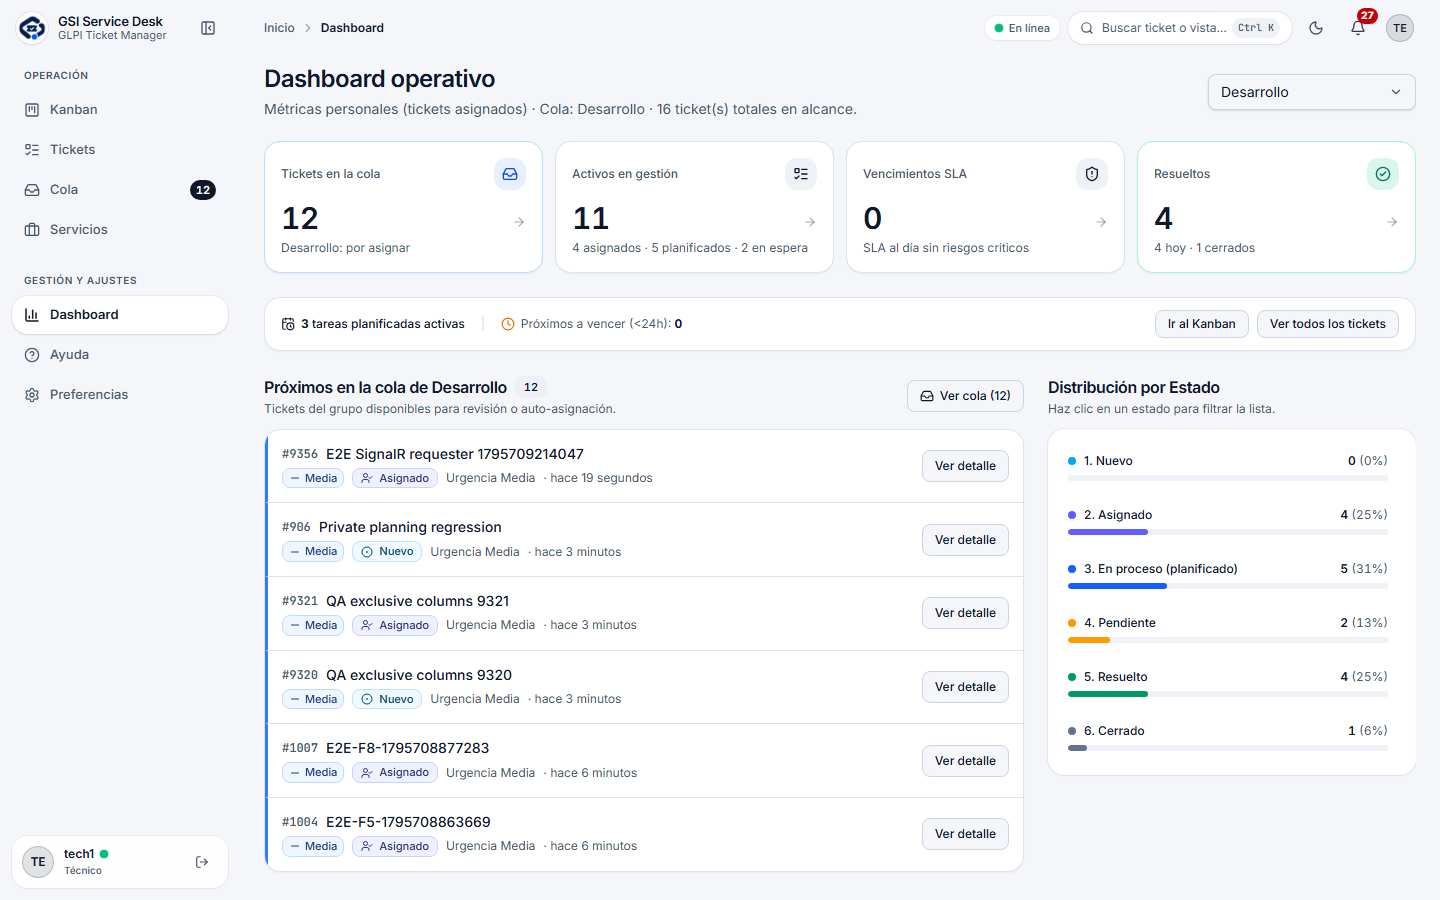 GSI Service Desk
GLPI Ticket Manager
OPERACIÓN
Kanban
Tickets
Cola 12
Servicios
GESTIÓN Y AJUSTES
Dashboard
Ayuda
Preferencias
TE
tech1
Técnico
Inicio Dashboard
En línea
Buscar ticket o vista... Ctrl K
27
TE
Dashboard operativo
Métricas personales (tickets asignados) · Cola: Desarrollo · 16 ticket(s) totales en alcance.
Desarrollo
Tickets en la cola
12
Desarrollo: por asignar
Activos en gestión
11
4 asignados · 5 planificados · 2 en espera
Vencimientos SLA
0
SLA al día sin riesgos críticos
Resueltos
4
4 hoy · 1 cerrados
3 tareas planificadas activas
Próximos a vencer (<24h): 0
Ir al Kanban
Ver todos los tickets
Próximos en la cola de Desarrollo 12
Tickets del grupo disponibles para revisión o auto-asignación.
Ver cola (12)
#9356 E2E SignalR requester 1795709214047
Media Asignado Urgencia Media · hace 19 segundos
Ver detalle
#906 Private planning regression
Media Nuevo Urgencia Media · hace 3 minutos
Ver detalle
#9321 QA exclusive columns 9321
Media Asignado Urgencia Media · hace 3 minutos
Ver detalle
#9320 QA exclusive columns 9320
Media Nuevo Urgencia Media · hace 3 minutos
Ver detalle
#1007 E2E-F8-1795708877283
Media Asignado Urgencia Media · hace 6 minutos
Ver detalle
#1004 E2E-F5-1795708863669
Media Asignado Urgencia Media · hace 6 minutos
Ver detalle
Distribución por Estado
Haz clic en un estado para filtrar la lista.
1. Nuevo 0 (0%)
2. Asignado 4 (25%)
3. En proceso (planificado) 5 (31%)
4. Pendiente 2 (13%)
5. Resuelto 4 (25%)
6. Cerrado 1 (6%)